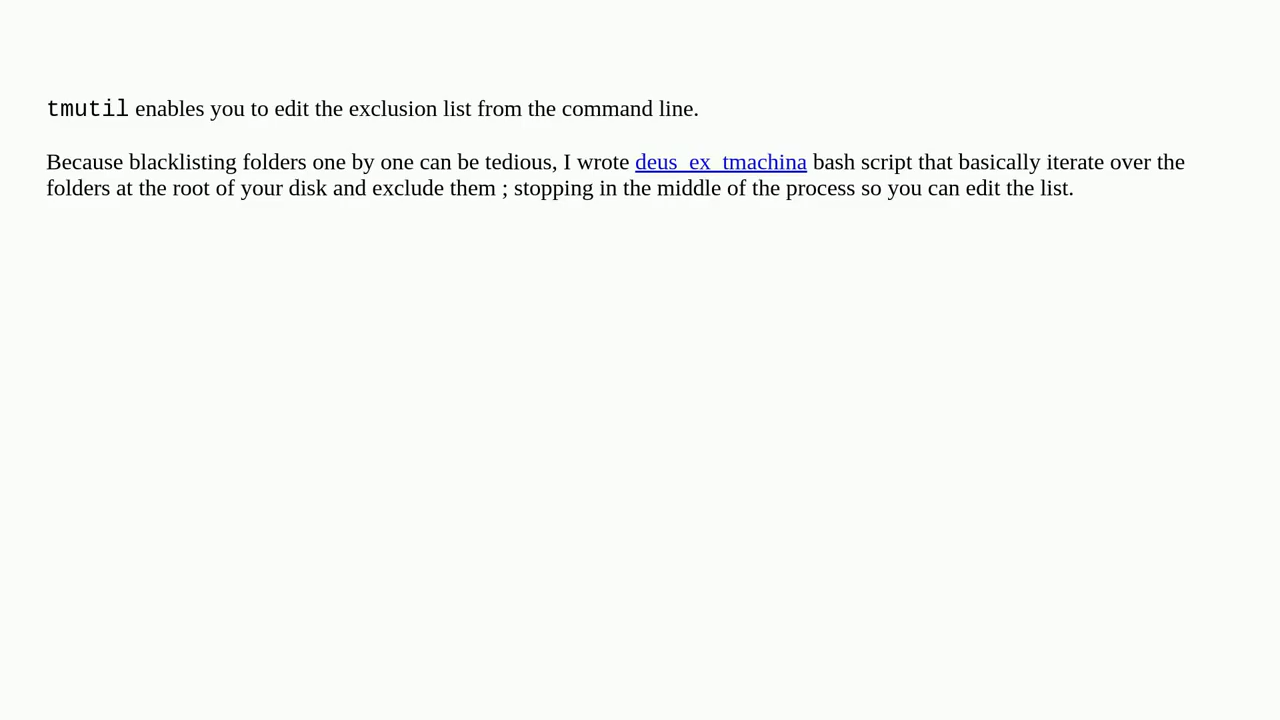 tmutil enables you to edit the exclusion list from the command line.
Because blacklisting folders one by one can be tedious, I wrote deus_ex_tmachina bash script that basically iterate over the
folders at the root of your disk and exclude them ; stopping in the middle of the process so you can edit the list.